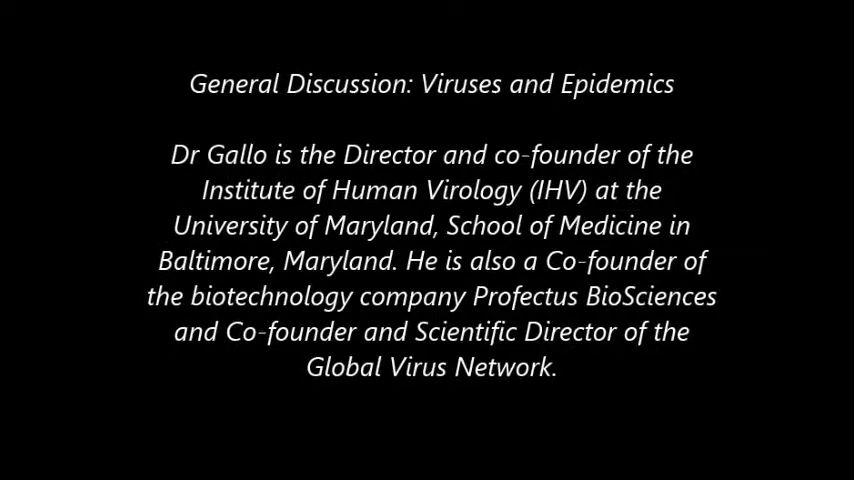 General Discussion: Viruses and Epidemics
Dr Gallo is the Director and co-founder of the
Institute of Human Virology (IHV) at the
University of Maryland, School of Medicine in
Baltimore, Maryland. He is also a Co-founder of
the biotechnology company Profectus BioSciences
and Co-founder and Scientific Director of the
Global Virus Network.